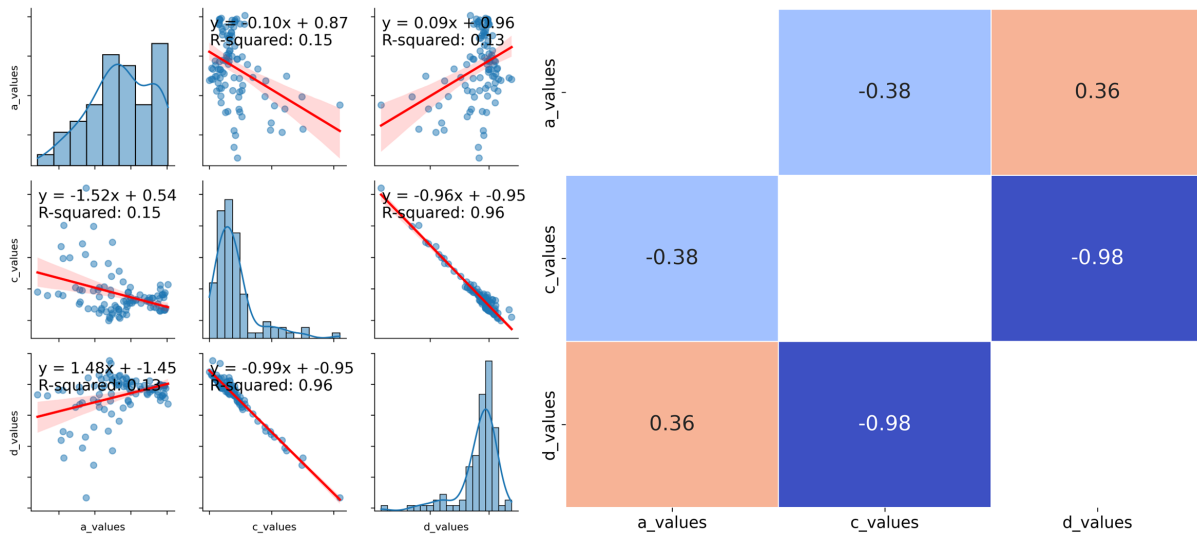 a_values
y = -0.10x + 0.87
R-squared: 0.15
y = 0.09x + 0.96
R-squared: 0.13
c_values
y = -1.52x + 0.54
R-squared: 0.15
y = -0.96x + -0.95
R-squared: 0.96
d_values
y = 1.48x + -1.45
R-squared: 0.13
y = -0.99x + -0.95
R-squared: 0.96
a_values
c_values
d_values
a_values
-0.38
0.36
c_values
-0.38
-0.98
d_values
0.36
-0.98
a_values
c_values
d_values